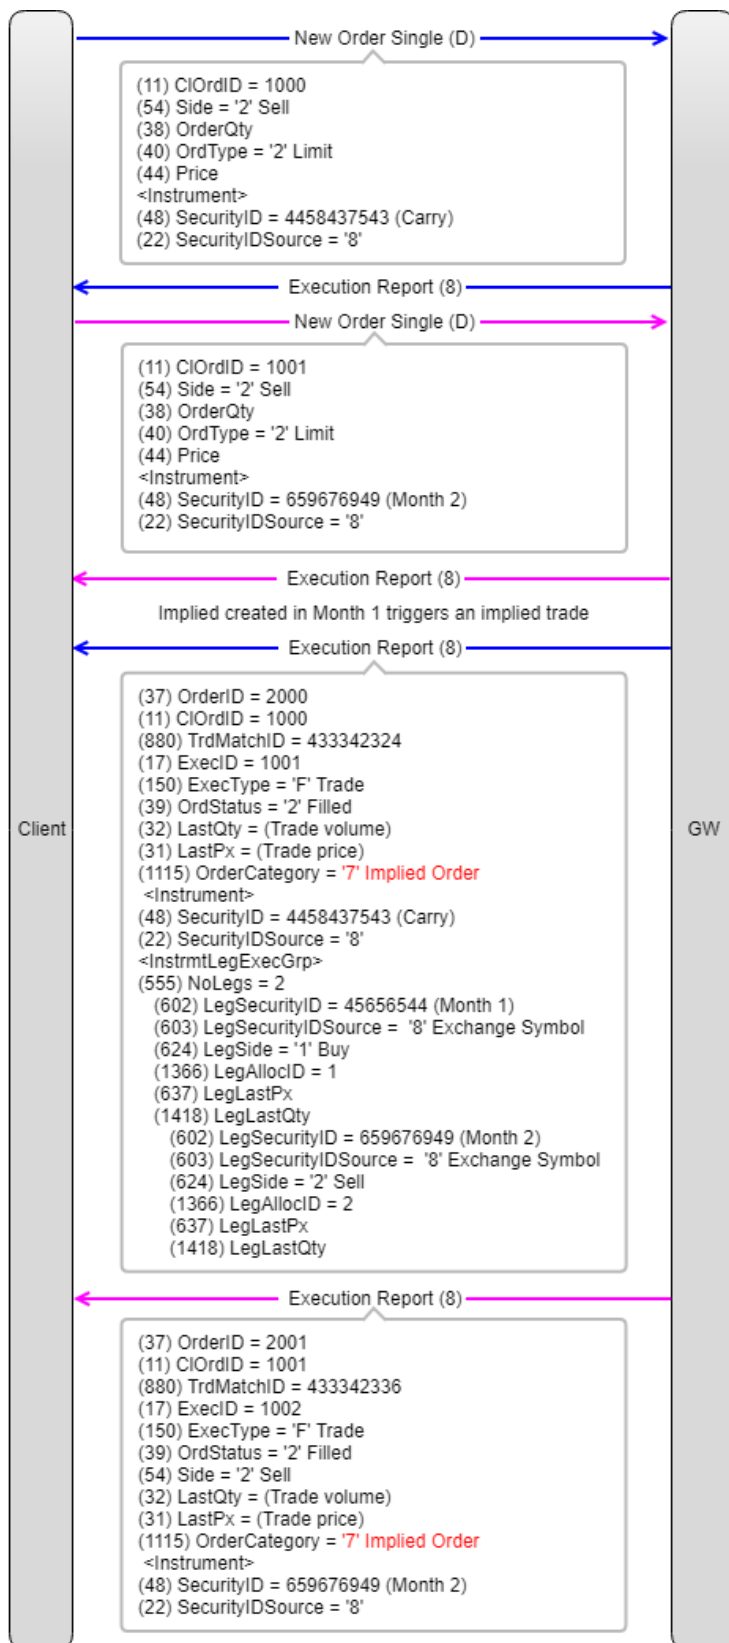 New Order Single (D)
(11) ClOrdID = 1000
(54) Side = '2' Sell
(38) OrderQty
(40) OrdType = '2' Limit
(44) Price
<Instrument>
(48) SecurityID = 4458437543 (Carry)
(22) SecurityIDSource = '8'
Execution Report (8)
New Order Single (D)
(11) ClOrdID = 1001
(54) Side = '2' Sell
(38) OrderQty
(40) OrdType = '2' Limit
(44) Price
<Instrument>
(48) SecurityID = 659676949 (Month 2)
(22) SecurityIDSource = '8'
Execution Report (8)
Implied created in Month 1 triggers an implied trade
Execution Report (8)
(37) OrderID = 2000
(11) ClOrdID = 1000
(880) TrdMatchID = 433342324
(17) ExecID = 1001
(150) ExecType = 'F' Trade
(39) OrdStatus = '2' Filled
Client
GW
(32) LastQty = (Trade volume)
(31) LastPx = (Trade price)
(1115) OrderCategory = '7' Implied Order
<Instrument>
(48) SecurityID = 4458437543 (Carry)
(22) SecurityIDSource = '8'
<InstrmtLegExecGrp>
(555) NoLegs = 2
(602) LegSecurityID = 45656544 (Month 1)
(603) LegSecurityIDSource = '8' Exchange Symbol
(624) LegSide = '1' Buy
(1366) LegAllocID = 1
(637) LegLastPx
(1418) LegLastQty
(602) LegSecurityID = 659676949 (Month 2)
(603) LegSecurityIDSource = '8' Exchange Symbol
(624) LegSide = '2' Sell
(1366) LegAllocID = 2
(637) LegLastPx
(1418) LegLastQty
Execution Report (8)
(37) OrderID = 2001
(11) ClOrdID = 1001
(880) TrdMatchID = 433342336
(17) ExecID = 1002
(150) ExecType = 'F' Trade
(39) OrdStatus = '2' Filled
(54) Side = '2' Sell
(32) LastQty = (Trade volume)
(31) LastPx = (Trade price)
(1115) OrderCategory = '7' Implied Order
<Instrument>
(48) SecurityID = 659676949 (Month 2)
(22) SecurityIDSource = '8'